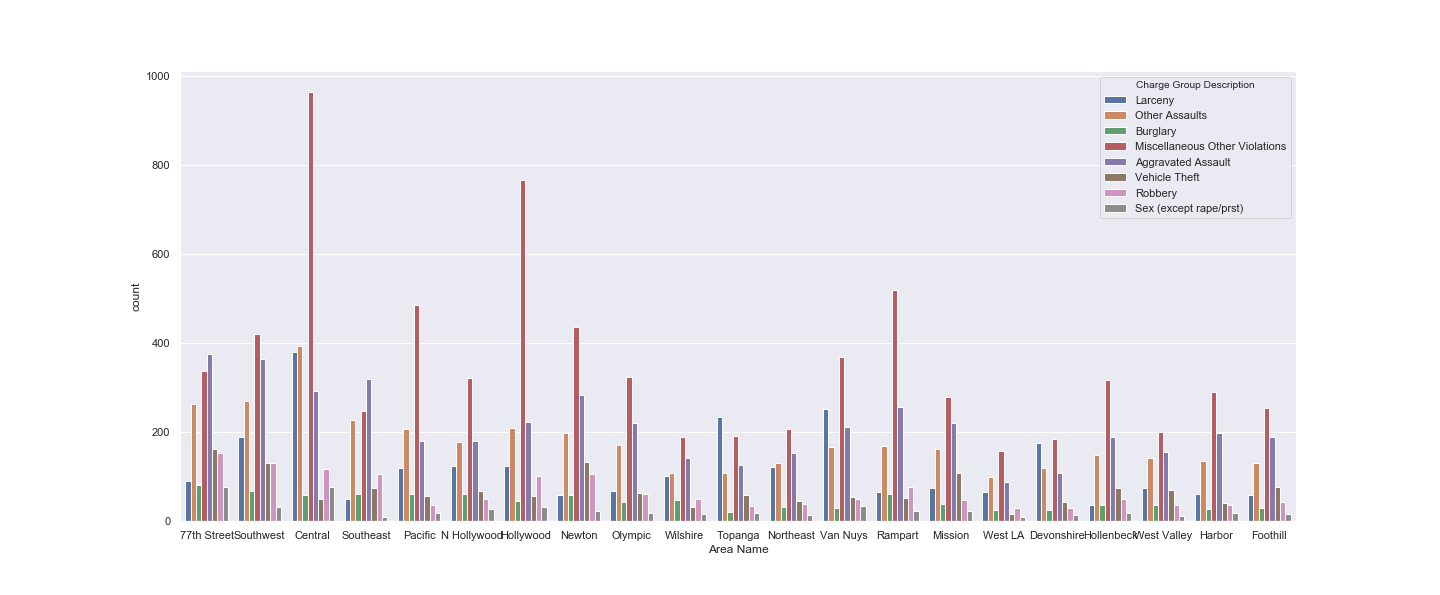 1000
800
600
400
200
0
count
Charge Group Description
Larceny
Other Assaults
Burglary
Miscellaneous Other Violations
Aggravated Assault
Vehicle Theft
Robbery
Sex (except rape/prst)
77th Street Southwest Central Southeast Pacific N Hollywood Hollywood Newton Olympic Wilshire Topanga Northeast Van Nuys Rampart Mission West LA Devonshire Hollenbeck West Valley Harbor Foothill
Area Name